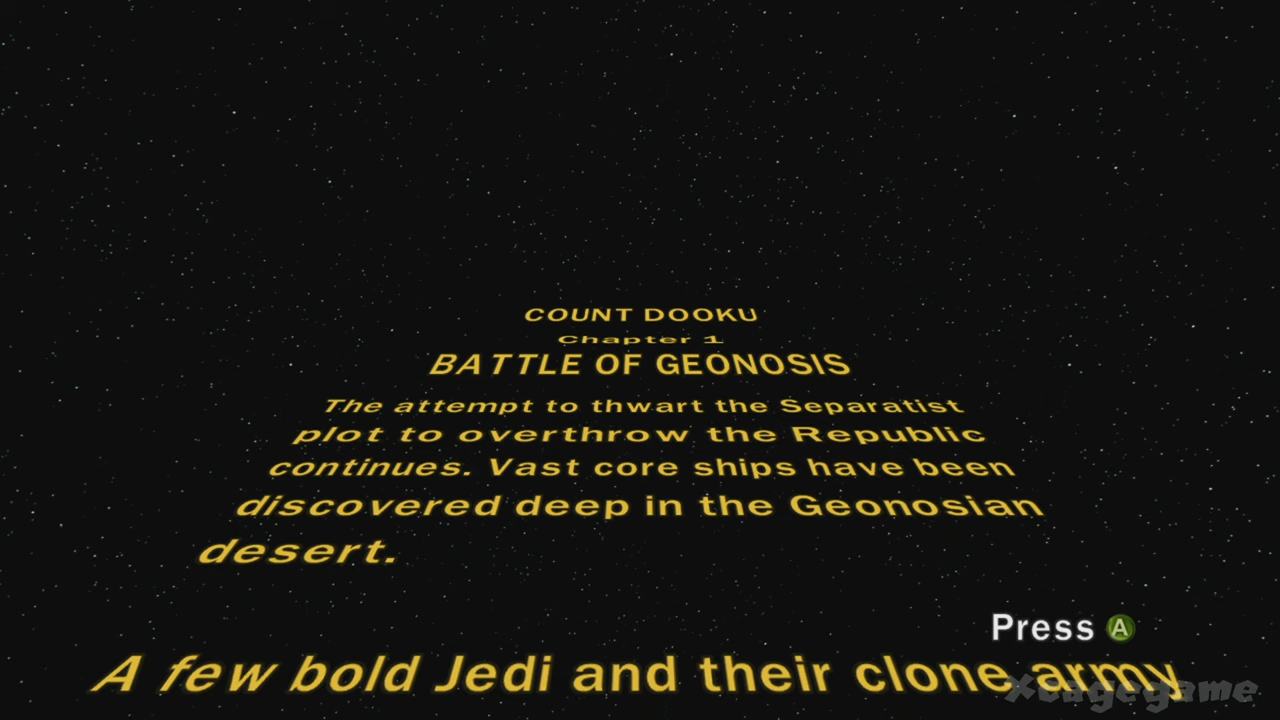 COUNT DOOKU
Chapter 1
BATTLE OF GEONOSIS
The attempt to thwart the Separatist
plot to overthrow the Republic
continues. Vast core ships have been
discovered deep in the Geonosian
desert.
Press A
A few bold Jedi and their clone army
Xcagegame